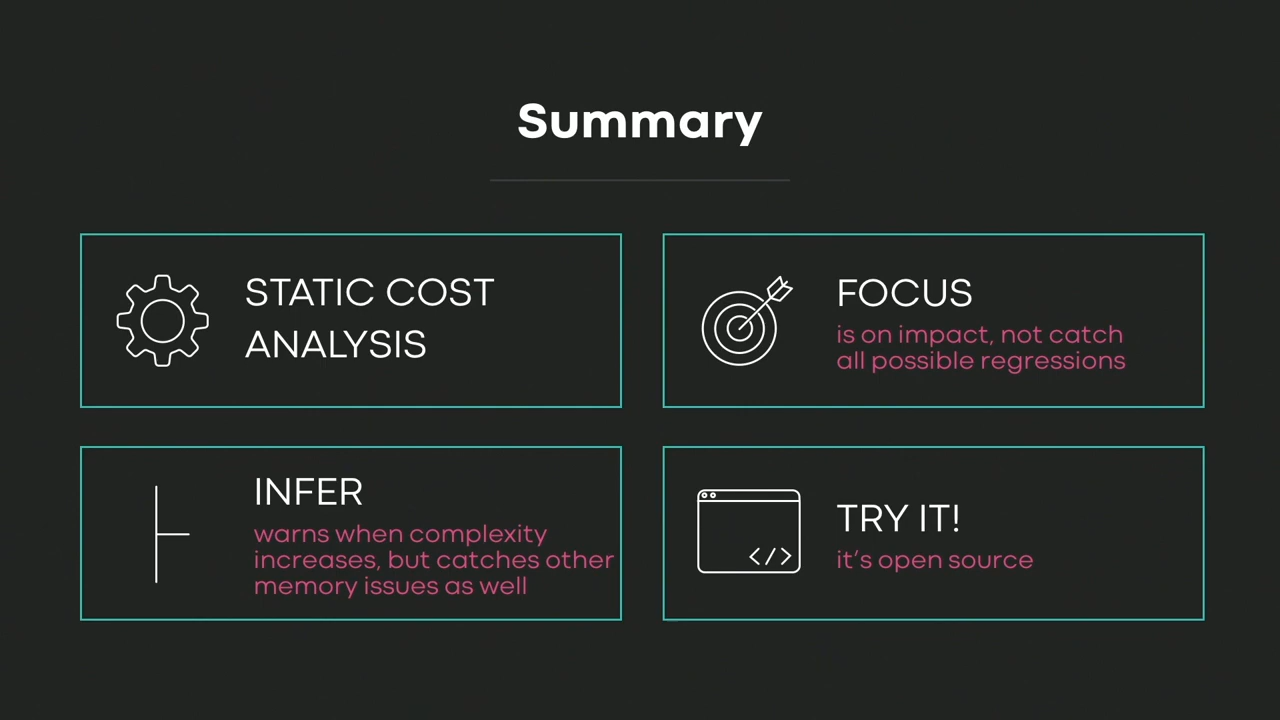 Summary
STATIC COST
ANALYSIS
FOCUS
is on impact, not catch
all possible regressions
INFER
warns when complexity
increases, but catches other
memory issues as well
TRY IT!
it’s open source